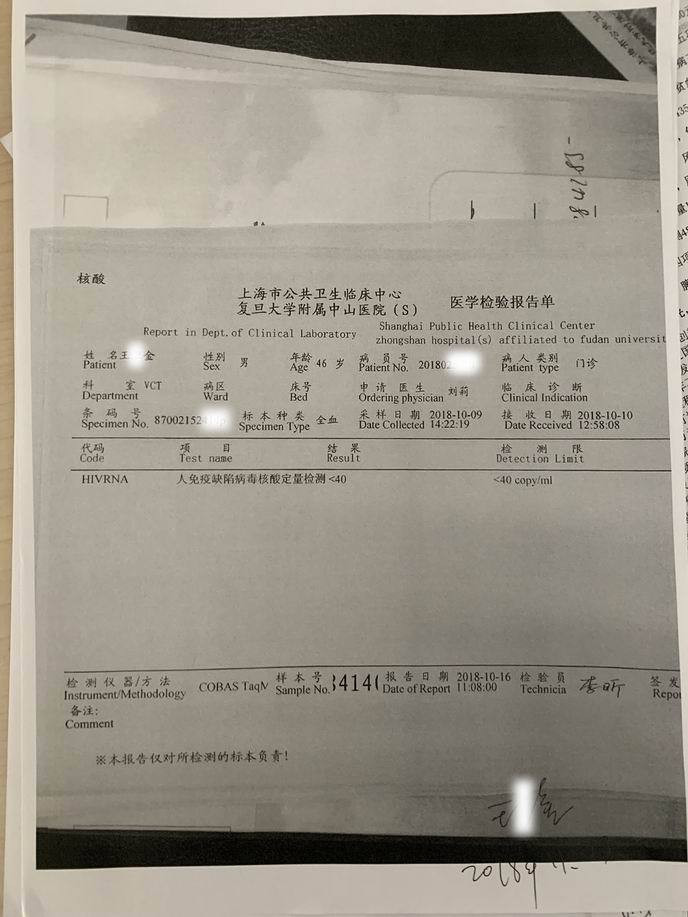 核酸
上海市公共卫生临床中心
复旦大学附属中山医院(S) 医学检验报告单
Report in Dept.of Clinical Laboratory
Shanghai Public Health Clinical Center
zhongshan hospital(s) affiliated to fudan universit
姓 名 王 金 性别 男 年龄 46 岁 病 员 号 病 人 类别 门诊
Patient Sex Age Patient No. 20180 Patient type
科 室 VCT 病区 床号 申 请 医 生 刘莉 临 床 诊 断
Department Ward Bed Ordering physician Clinical Indication
条 码 号 标 本 种 类 全血 采 样 日 期 2018-10-09 接 收 日 期 2018-10-10
Specimen No. 87002152 Specimen Type Date Collected 14:22:19 Date Received 12:58:08
代码 项 目 结 果 检 测 限
Code Test name Result Detection Limit
HIVRNA 人免疫缺陷病毒核酸定量检测 <40 <40 copy/ml
检 测 仪 器/方 法 样 本 号 报 告 日 期 2018-10-16 检 验 员 签 发
Instrument/Methodology COBAS TaqM Sample No. 8414 Date of Report 11:08:00 Technicia 李昕 Repor
备注:
Comment
※本报告仅对所检测的标本负责!
王 金